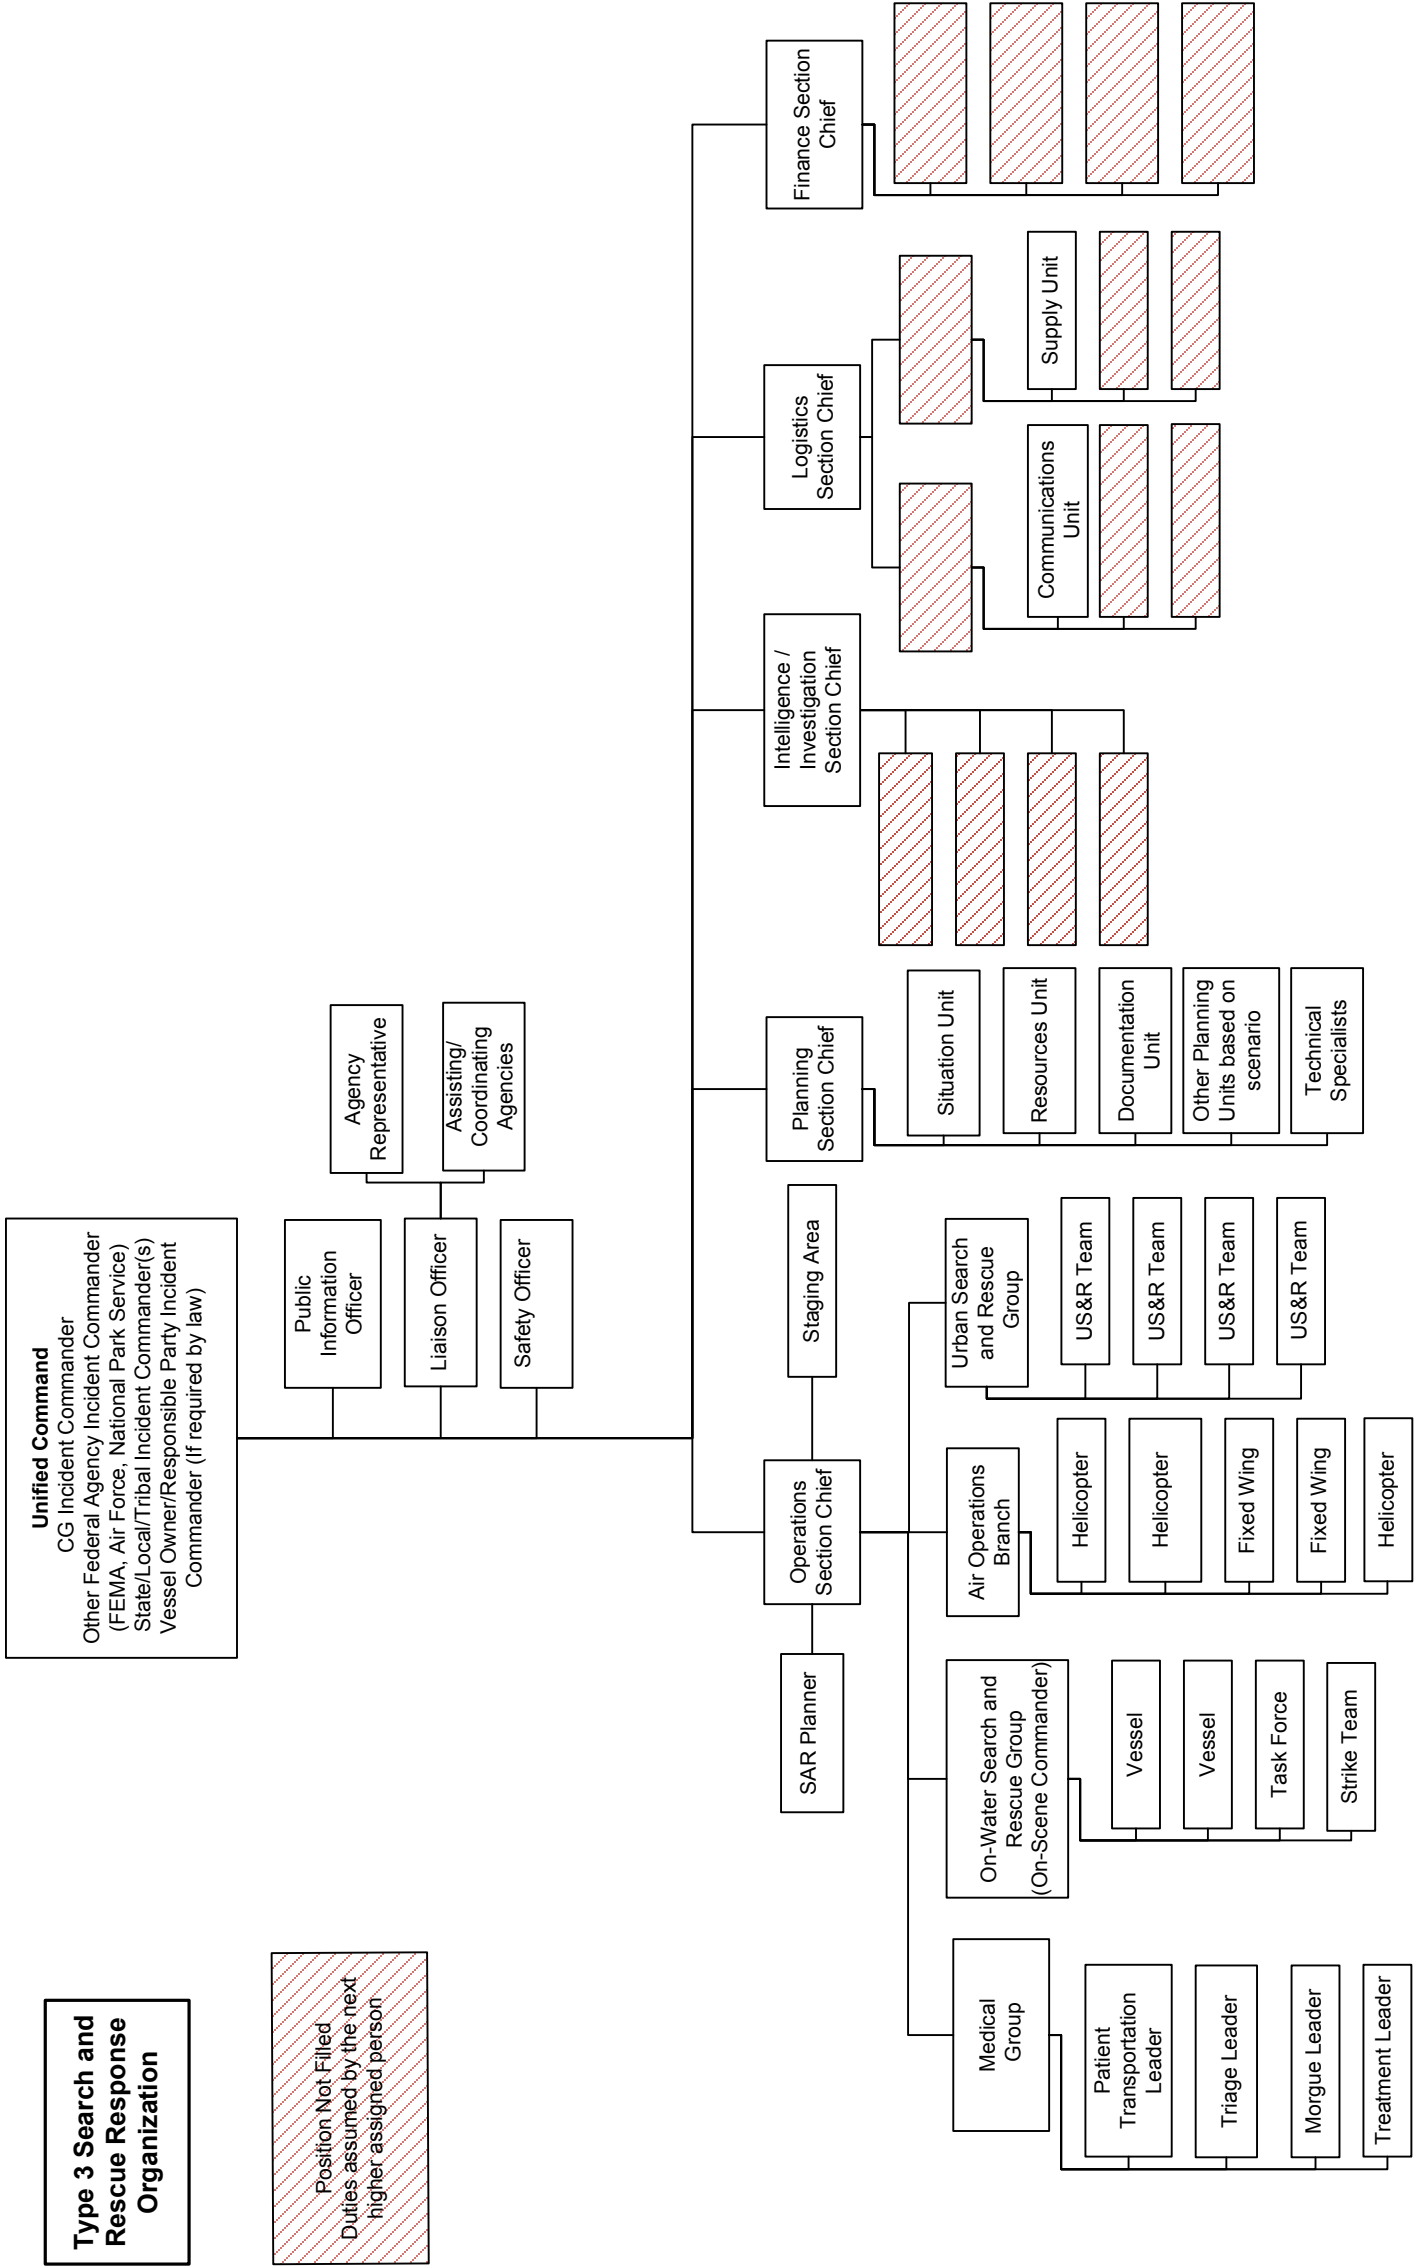 Type 3 Search and
Rescue Response
Organization
Position Not Filled
Duties assumed by the next
higher assigned person
Unified Command
CG Incident Commander
Other Federal Agency Incident Commander
(FEMA, Air Force, National Park Service)
State/Local/Tribal Incident Commander(s)
Vessel Owner/Responsible Party Incident
Commander (If required by law)
Public
Information
Officer
Liaison Officer
Safety Officer
Agency
Representative
Assisting/
Coordinating
Agencies
SAR Planner
Operations
Section Chief
Staging Area
Planning
Section Chief
Intelligence /
Investigation
Section Chief
Logistics
Section Chief
Finance Section
Chief
Medical
Group
Patient
Transportation
Leader
Triage Leader
Morgue Leader
Treatment Leader
On-Water Search and
Rescue Group
(On-Scene Commander)
Vessel
Vessel
Task Force
Strike Team
Air Operations
Branch
Helicopter
Helicopter
Fixed Wing
Fixed Wing
Helicopter
Urban Search
and Rescue
Group
US&R Team
US&R Team
US&R Team
US&R Team
Situation Unit
Resources Unit
Documentation
Unit
Other Planning
Units based on
scenario
Technical
Specialists
Communications
Unit
Supply Unit